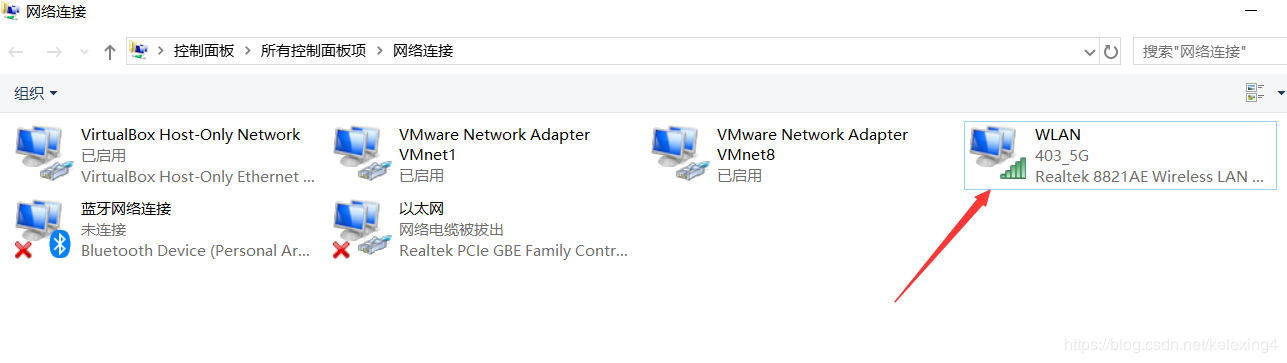 网络连接
控制面板 > 所有控制面板项 > 网络连接
搜索"网络连接"
组织
VirtualBox Host-Only Network
已启用
VirtualBox Host-Only Ethernet ...
VMware Network Adapter
VMnet1
已启用
VMware Network Adapter
VMnet8
已启用
WLAN
403_5G
Realtek 8821AE Wireless LAN ...
蓝牙网络连接
未连接
Bluetooth Device (Personal Ar...
以太网
网络电缆被拔出
Realtek PCIe GBE Family Contr...
https://blog.csdn.net/kelexing4